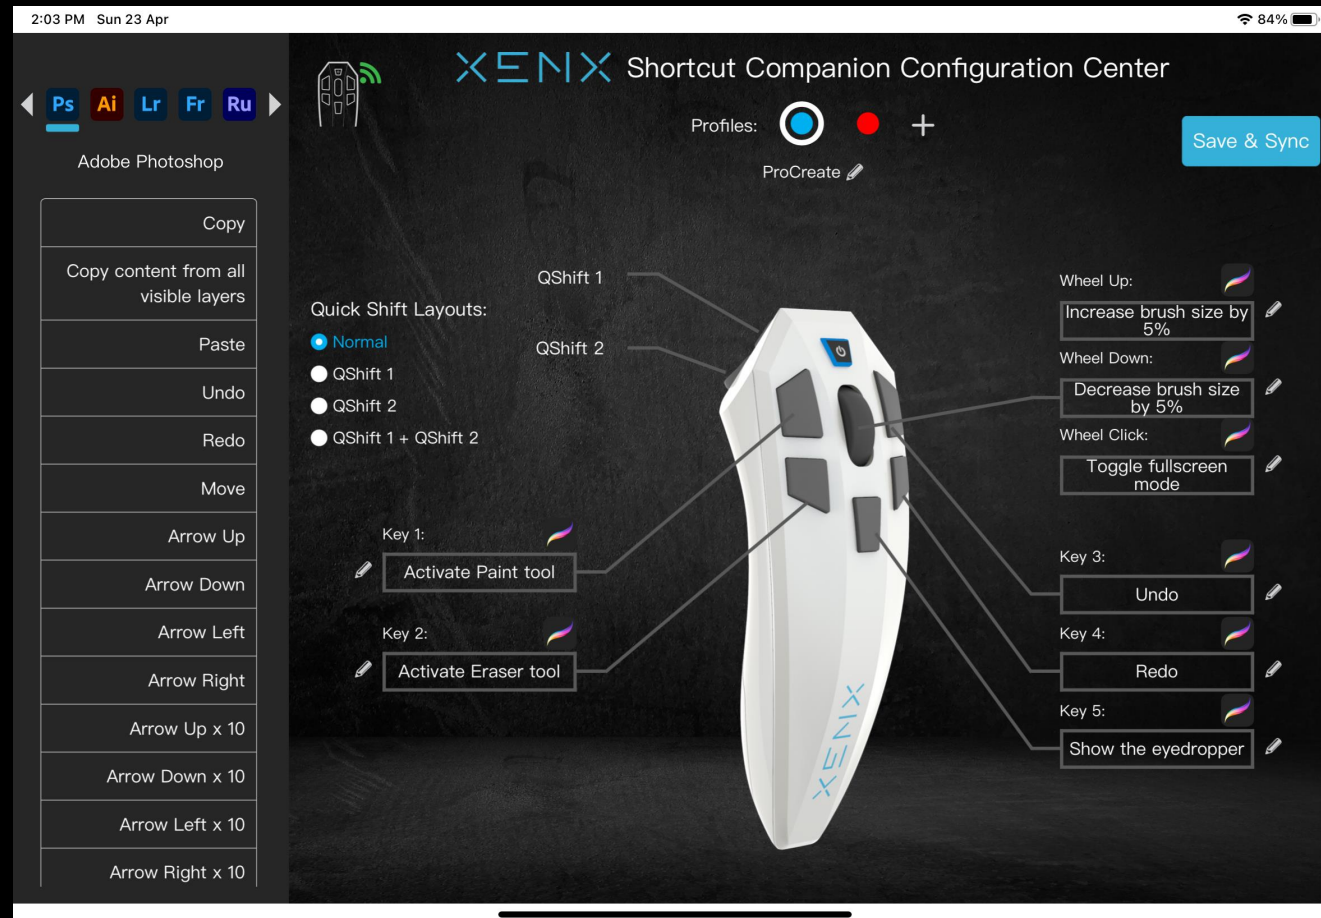 2:03 PM Sun 23 Apr
84%
XENX Shortcut Companion Configuration Center
Ps Ai Lr Fr Ru
Adobe Photoshop
Profiles:
ProCreate
Save & Sync
Copy
Copy content from all
visible layers
Paste
Undo
Redo
Move
Arrow Up
Arrow Down
Arrow Left
Arrow Right
Arrow Up x 10
Arrow Down x 10
Arrow Left x 10
Arrow Right x 10
Quick Shift Layouts:
Normal
QShift 1
QShift 2
QShift 1 + QShift 2
QShift 1
QShift 2
Key 1:
Activate Paint tool
Key 2:
Activate Eraser tool
XENX
Wheel Up:
Increase brush size by
5%
Wheel Down:
Decrease brush size
by 5%
Wheel Click:
Toggle fullscreen
mode
Key 3:
Undo
Key 4:
Redo
Key 5:
Show the eyedropper